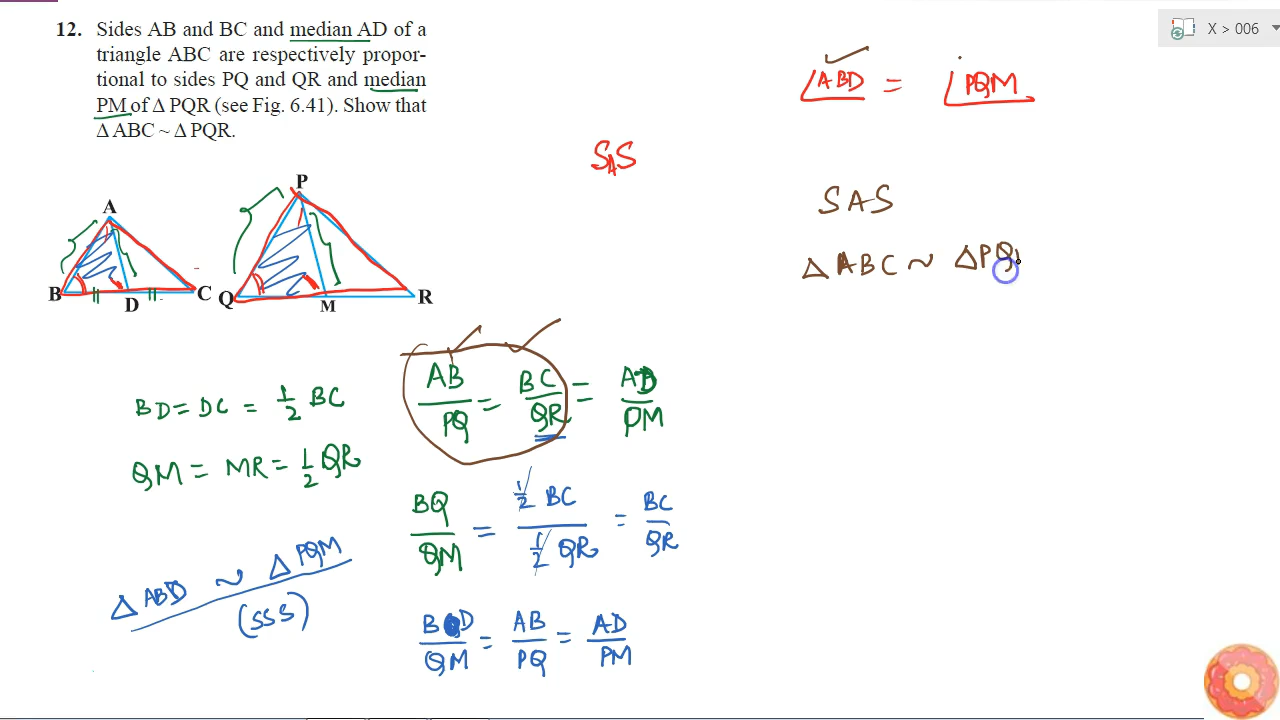 12. Sides AB and BC and median AD of a
triangle ABC are respectively propor-
tional to sides PQ and QR and median
PM of Δ PQR (see Fig. 6.41). Show that
Δ ABC ~ Δ PQR.
X > 006
∠ABD = ∠PQM
SAS
SAS
Δ ABC ~ ΔPQ
A
B
D
C
P
Q
M
R
BD = DC = 1/2 BC
QM = MR = 1/2 QR
AB/PQ = BC/QR = AD/PM
BQ/QM = 1/2 BC / 1/2 QR = BC/QR
Δ ABD ~ Δ PQM
(SSS)
BD/QM = AB/PQ = AD/PM